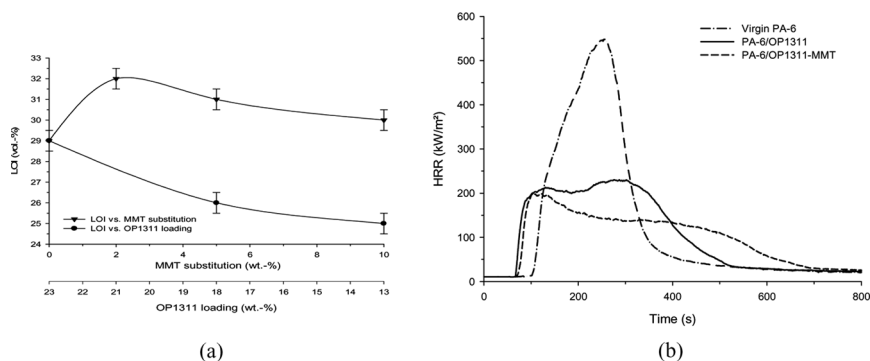 33
32
31
30
29
28
27
26
25
24
LOI (vol.-%)
LOI vs. MMT substitution
LOI vs. OP1311 loading
0 2 4 6 8 10
MMT substitution (wt.-%)
23 22 21 20 19 18 17 16 15 14 13
OP1311 loading (wt.-%)
(a)
600
500
400
300
200
100
0
HRR (kW/m²)
Virgin PA-6
PA-6/OP1311
PA-6/OP1311-MMT
0 200 400 600 800
Time (s)
(b)